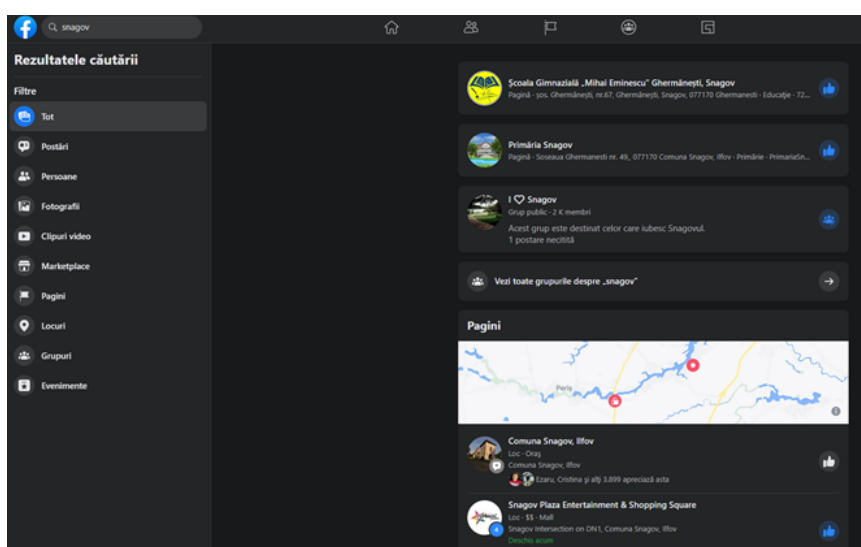 snagov
Rezultatele căutării
Filtre
Tot
Postări
Persoane
Fotografii
Clipuri video
Marketplace
Pagini
Locuri
Grupuri
Evenimente
Școala Gimnazială „Mihai Eminescu” Ghermănești, Snagov
Pagină · șos. Ghermănești, nr.67, Ghermănești, Snagov, 077170 Ghermanesti · Educație · 72...
Primăria Snagov
Pagină · Soseaua Ghermanesti nr. 49,, 077170 Comuna Snagov, Ilfov · Primărie · PrimariaSn...
I ♡ Snagov
Grup public · 2 K membri
Acest grup este destinat celor care iubesc Snagovul.
1 postare necitită
Vezi toate grupurile despre „snagov”
Pagini
Periș
Comuna Snagov, Ilfov
Loc · Oraș
Comuna Snagov, Ilfov
Ezaru, Cristina și alți 3.899 apreciază asta
Snagov Plaza Entertainment & Shopping Square
Loc · $$ · Mall
Snagov Intersection on DN1, Comuna Snagov, Ilfov
Deschis acum